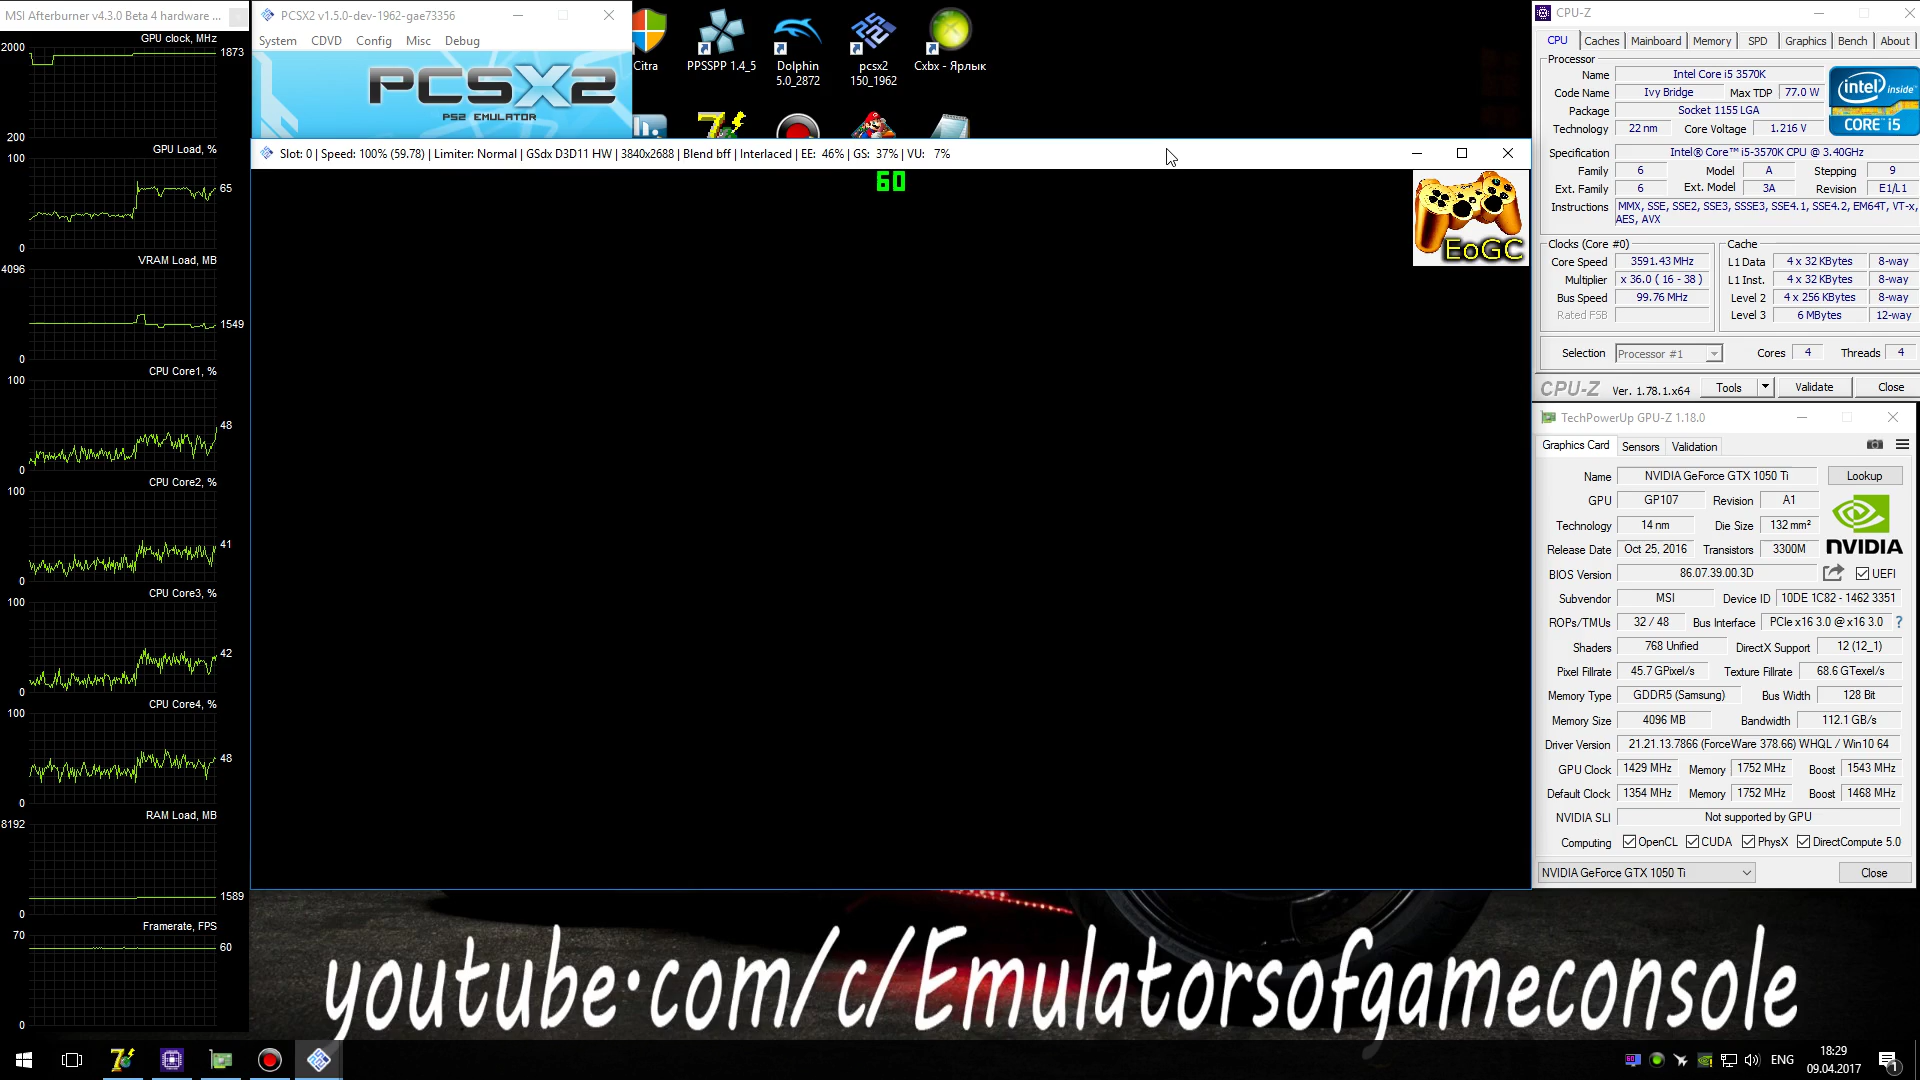 MSI Afterburner v4.3.0 Beta 4 hardware ...
GPU clock, MHz
2000
1873
200
GPU Load, %
100
65
0
VRAM Load, MB
4096
1549
0
CPU Core1, %
100
48
0
CPU Core2, %
100
41
0
CPU Core3, %
100
42
0
CPU Core4, %
100
48
0
RAM Load, MB
8192
1589
0
Framerate, FPS
70
60
0
PCSX2 v1.5.0-dev-1962-gae73356
System CDVD Config Misc Debug
PCSX2
PS2 EMULATOR
Citra
PPSSPP 1.4_5
Dolphin
5.0_2872
pcsx2
150_1962
Cxbx - Ярлык
Slot: 0 | Speed: 100% (59.78) | Limiter: Normal | GSdx D3D11 HW | 3840x2688 | Blend bff | Interlaced | EE: 46% | GS: 37% | VU: 7%
60
EoGC
CPU-Z
CPU Caches Mainboard Memory SPD Graphics Bench About
Processor
Name Intel Core i5 3570K
Code Name Ivy Bridge Max TDP 77.0 W
Package Socket 1155 LGA
Technology 22 nm Core Voltage 1.216 V
intel inside
CORE i5
Specification Intel® Core™ i5-3570K CPU @ 3.40GHz
Family 6 Model A Stepping 9
Ext. Family 6 Ext. Model 3A Revision E1/L1
Instructions MMX, SSE, SSE2, SSE3, SSSE3, SSE4.1, SSE4.2, EM64T, VT-x,
AES, AVX
Clocks (Core #0)
Core Speed 3591.43 MHz
Multiplier x 36.0 ( 16 - 38 )
Bus Speed 99.76 MHz
Rated FSB
Cache
L1 Data 4 x 32 KBytes 8-way
L1 Inst. 4 x 32 KBytes 8-way
Level 2 4 x 256 KBytes 8-way
Level 3 6 MBytes 12-way
Selection Processor #1 Cores 4 Threads 4
CPU-Z Ver. 1.78.1.x64 Tools Validate Close
TechPowerUp GPU-Z 1.18.0
Graphics Card Sensors Validation
Name NVIDIA GeForce GTX 1050 Ti Lookup
GPU GP107 Revision A1
Technology 14 nm Die Size 132 mm²
Release Date Oct 25, 2016 Transistors 3300M
NVIDIA
BIOS Version 86.07.39.00.3D UEFI
Subvendor MSI Device ID 10DE 1C82 - 1462 3351
ROPs/TMUs 32 / 48 Bus Interface PCIe x16 3.0 @ x16 3.0 ?
Shaders 768 Unified DirectX Support 12 (12_1)
Pixel Fillrate 45.7 GPixel/s Texture Fillrate 68.6 GTexel/s
Memory Type GDDR5 (Samsung) Bus Width 128 Bit
Memory Size 4096 MB Bandwidth 112.1 GB/s
Driver Version 21.21.13.7866 (ForceWare 378.66) WHQL / Win10 64
GPU Clock 1429 MHz Memory 1752 MHz Boost 1543 MHz
Default Clock 1354 MHz Memory 1752 MHz Boost 1468 MHz
NVIDIA SLI Not supported by GPU
Computing OpenCL CUDA PhysX DirectCompute 5.0
NVIDIA GeForce GTX 1050 Ti Close
youtube.com/c/Emulatorsofgameconsole
ENG
18:29
09.04.2017
1